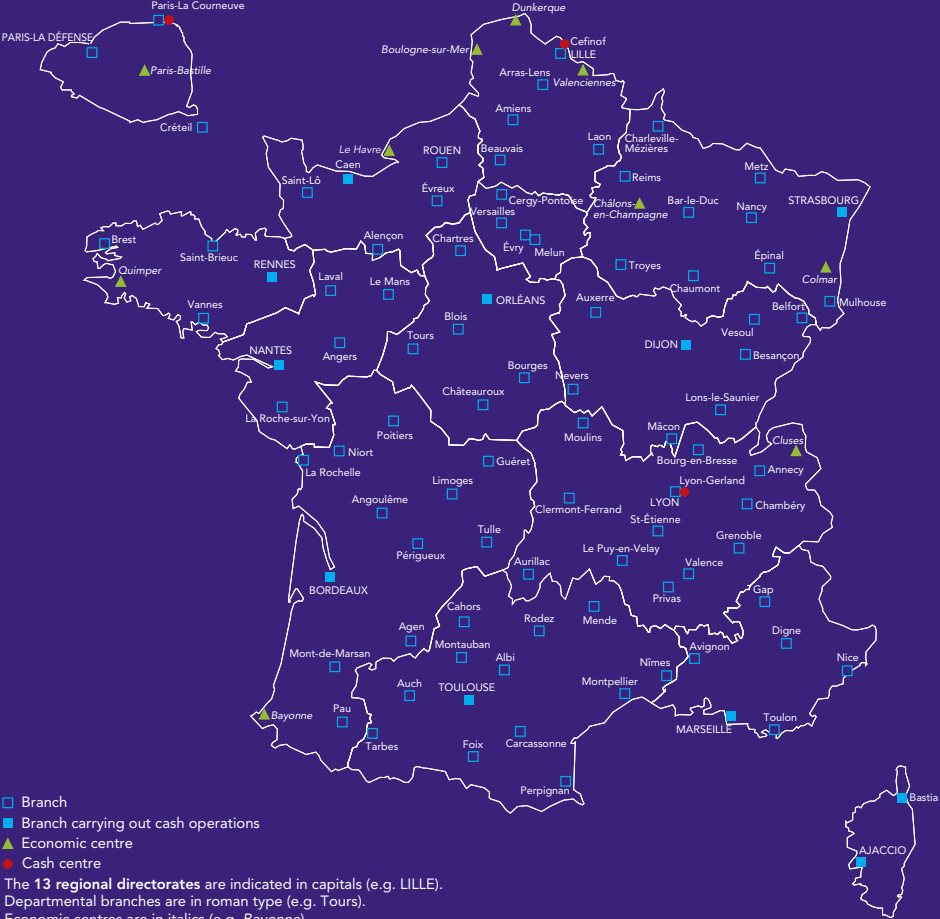 Paris-La Courneuve
Dunkerque
PARIS-LA DÉFENSE
Cefinof
Boulogne-sur-Mer
LILLE
Paris-Bastille
Arras-Lens
Valenciennes
Amiens
Créteil
Charleville-
Mézières
Laon
Le Havre
ROUEN
Beauvais
Caen
Metz
Saint-Lô
Reims
Évreux
Cergy-Pontoise
Châlons-
en-Champagne
Bar-le-Duc
Nancy
STRASBOURG
Versailles
Alençon
Chartres
Brest
Saint-Brieuc
Évry
Melun
Épinal
RENNES
Quimper
Laval
Le Mans
Troyes
Chaumont
Colmar
ORLÉANS
Auxerre
Mulhouse
Vannes
Blois
Belfort
Tours
Vesoul
NANTES
Angers
DIJON
Besançon
Bourges
Nevers
Châteauroux
Lons-le-Saunier
La Roche-sur-Yon
Poitiers
Moulins
Mâcon
Cluses
Niort
Bourg-en-Bresse
Guéret
La Rochelle
Annecy
Limoges
Lyon-Gerland
Angoulême
LYON
Clermont-Ferrand
Chambéry
St-Étienne
Tulle
Grenoble
Périgueux
Le Puy-en-Velay
Aurillac
Valence
BORDEAUX
Privas
Gap
Cahors
Rodez
Mende
Agen
Digne
Montauban
Avignon
Mont-de-Marsan
Albi
Nîmes
Nice
Auch
TOULOUSE
Montpellier
Pau
Bayonne
MARSEILLE
Toulon
Tarbes
Foix
Carcassonne
Perpignan
Bastia
AJACCIO
Branch
Branch carrying out cash operations
Economic centre
Cash centre
The 13 regional directorates are indicated in capitals (e.g. LILLE).
Departmental branches are in roman type (e.g. Tours).
Economic centres are in italics (e.g. Bayonne)